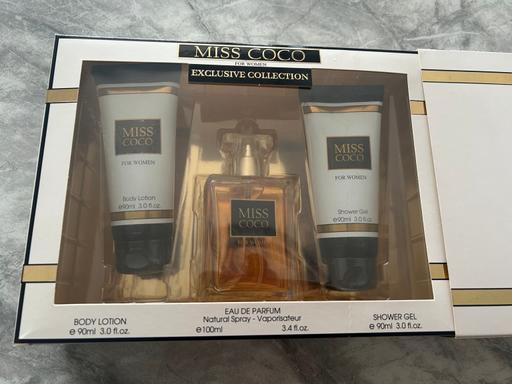 MISS COCO
FOR WOMEN
EXCLUSIVE COLLECTION
MISS
COCO
FOR WOMEN
Body Lotion
e90ml 3.0 fl.oz.
MISS
COCO
MISS
COCO
FOR WOMEN
Shower Gel
e90ml 3.0 fl.oz.
BODY LOTION
e 90ml 3.0 fl.oz.
EAU DE PARFUM
Natural Spray - Vaporisateur
e100ml 3.4 fl.oz.
SHOWER GEL
e 90ml 3.0 fl.oz.